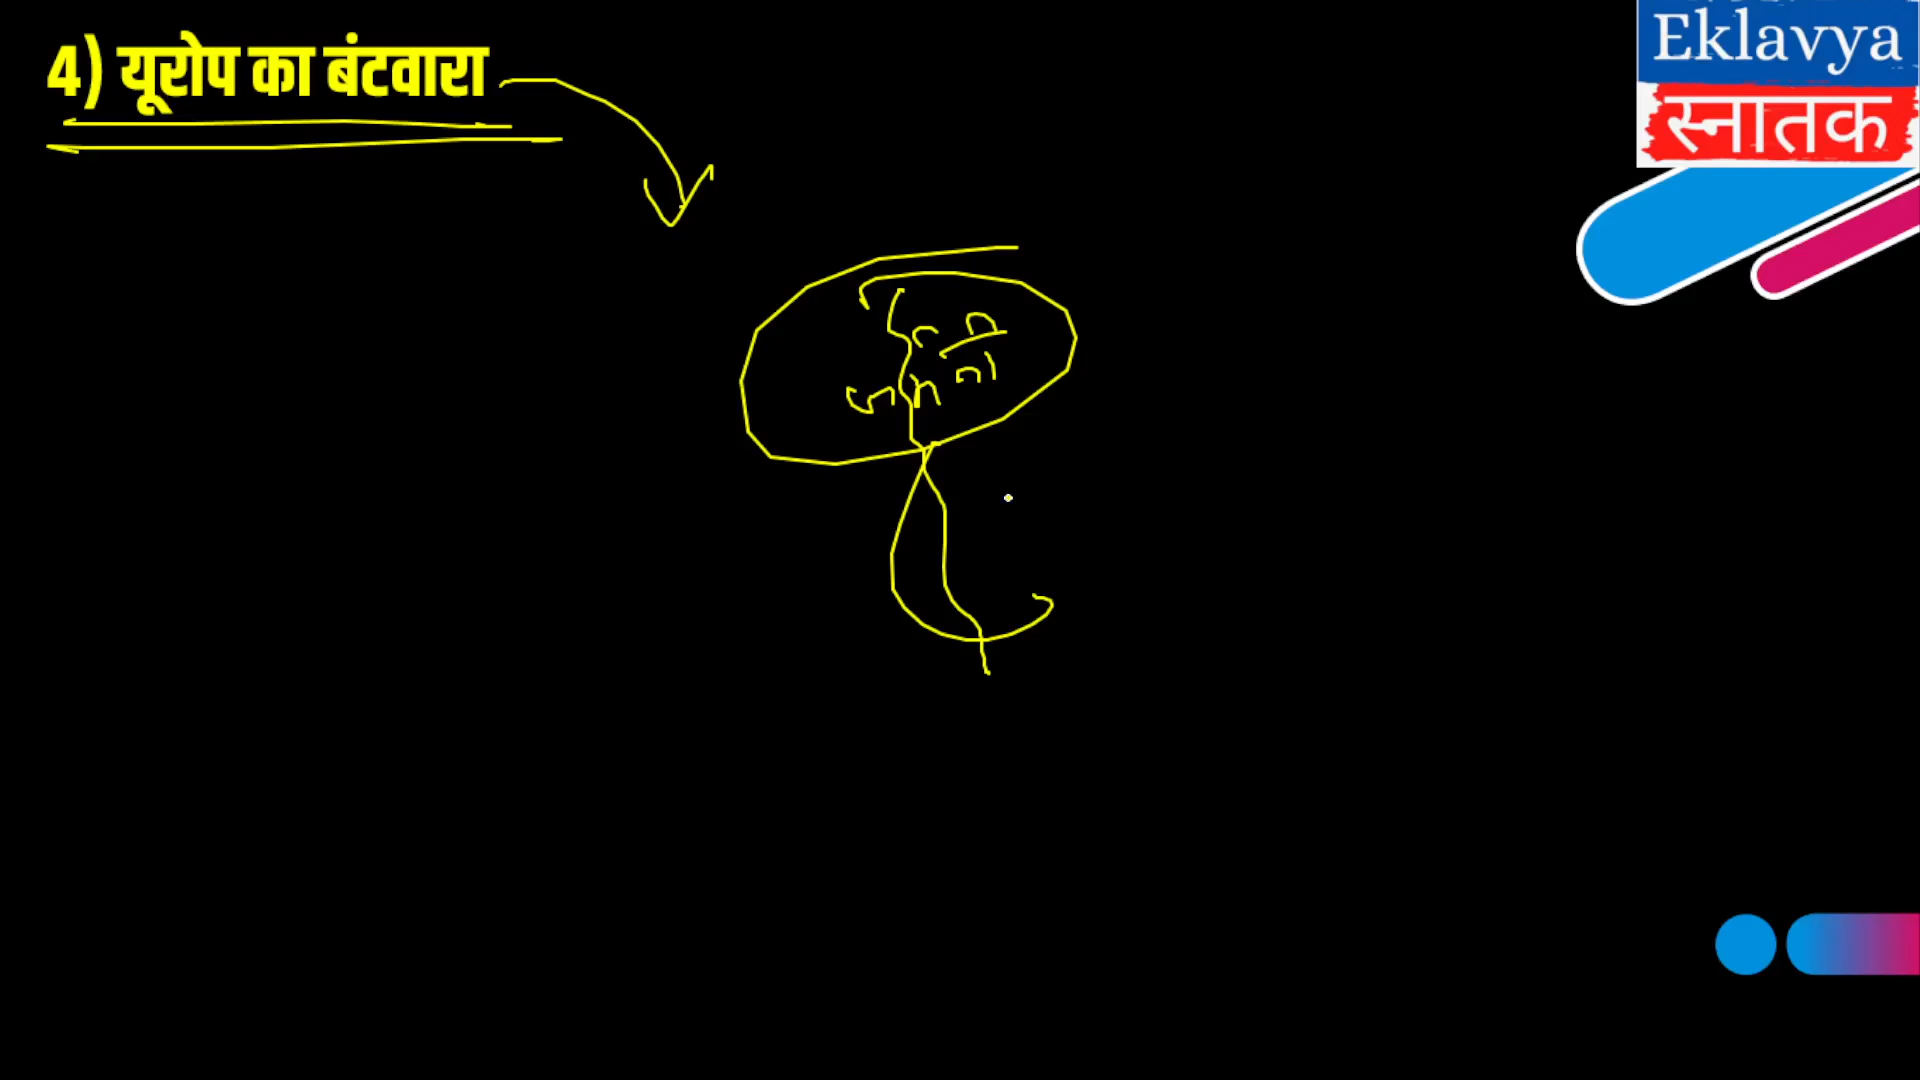 4) यूरोप का बंटवारा
Eklavya
स्नातक